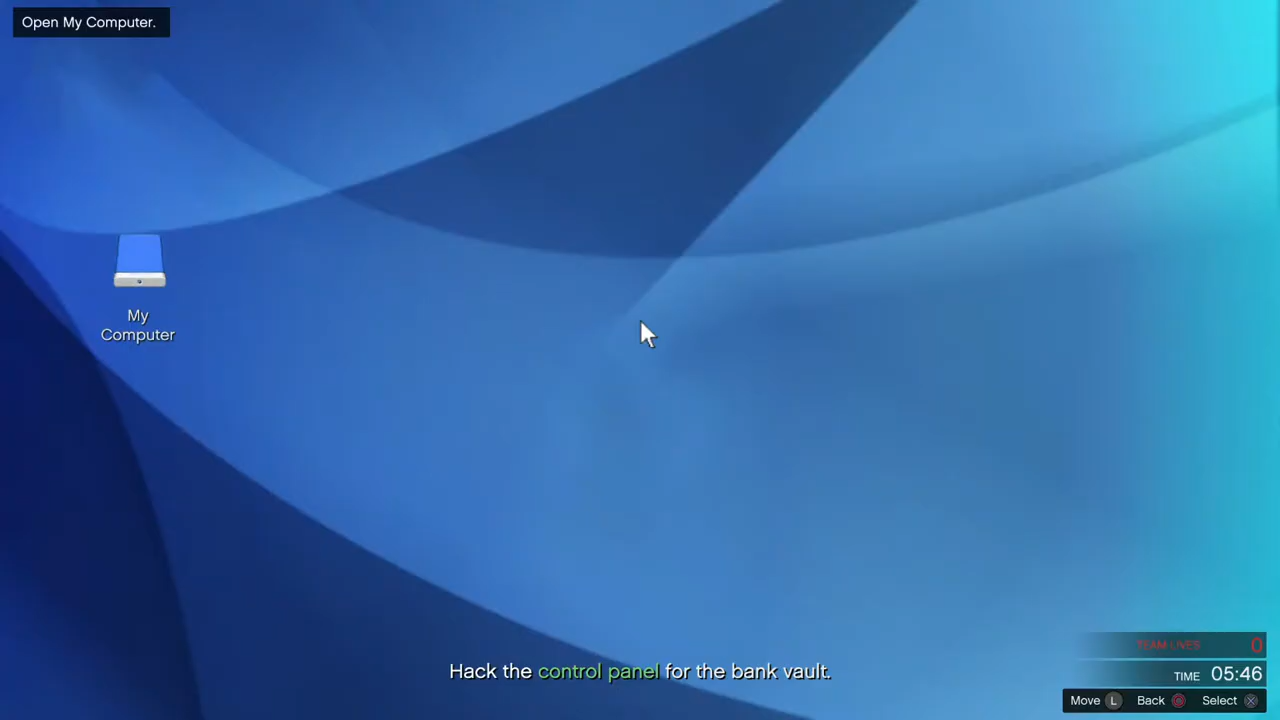 Open My Computer.
My
Computer
Hack the control panel for the bank vault.
TEAM LIVES 0
TIME 05:46
Move L Back Select